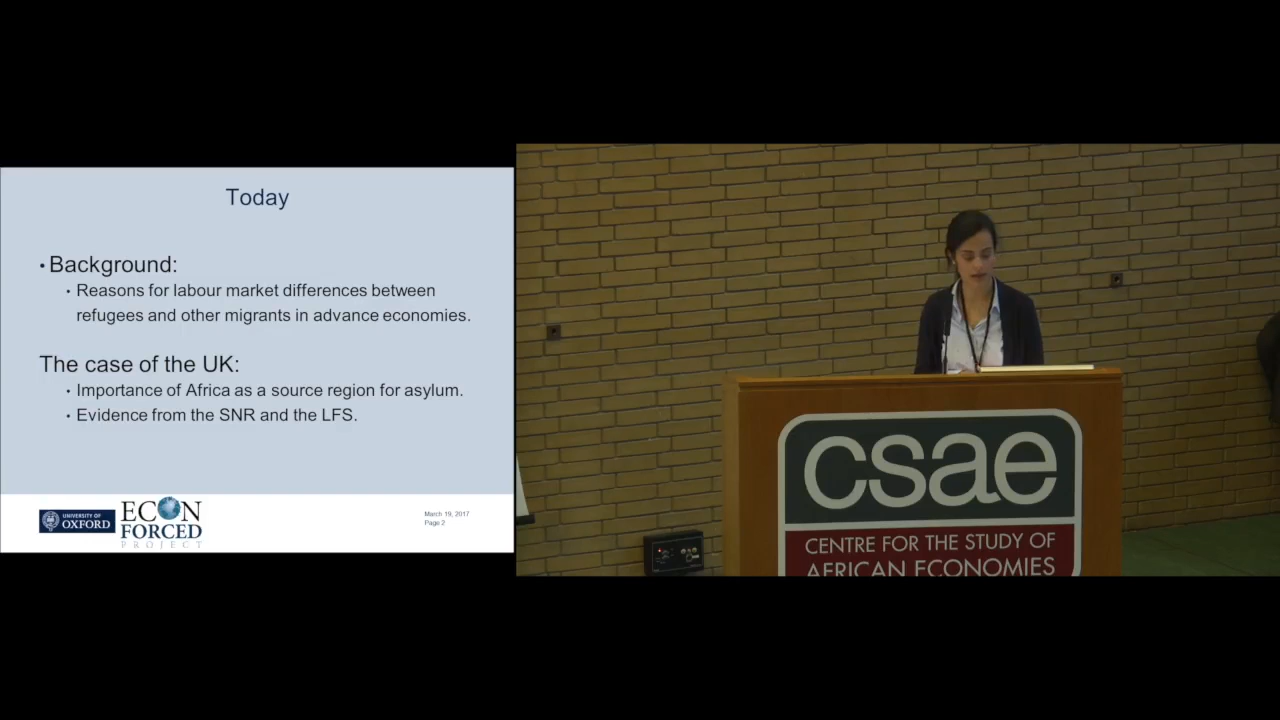 Today
• Background:
• Reasons for labour market differences between
refugees and other migrants in advance economies.
The case of the UK:
• Importance of Africa as a source region for asylum.
• Evidence from the SNR and the LFS.
UNIVERSITY OF
OXFORD
ECON
FORCED
PROJECT
March 19, 2017
Page 2
csae
CENTRE FOR THE STUDY OF
AFRICAN ECONOMIES